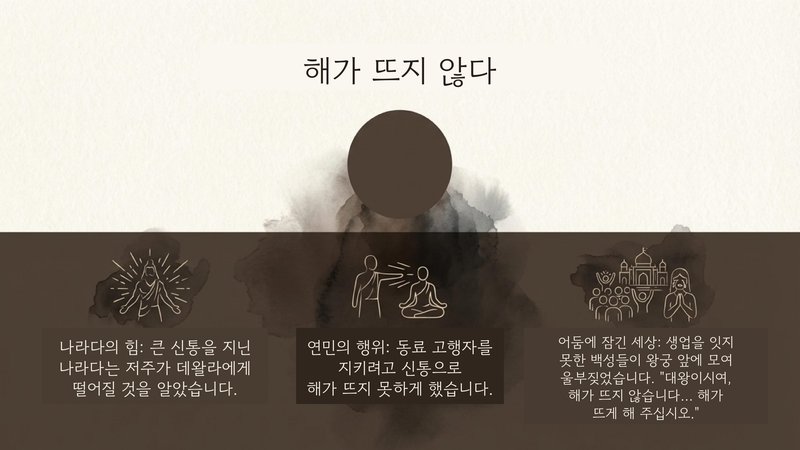 해가 뜨지 않다
나라다의 힘: 큰 신통을 지닌
나라다는 저주가 데왈라에게
떨어질 것을 알았습니다.
연민의 행위: 동료 고행자를
지키려고 신통으로
해가 뜨지 못하게 했습니다.
어둠에 잠긴 세상: 생업을 잇지
못한 백성들이 왕궁 앞에 모여
울부짖었습니다. "대왕이시여,
해가 뜨지 않습니다... 해가
뜨게 해 주십시오."